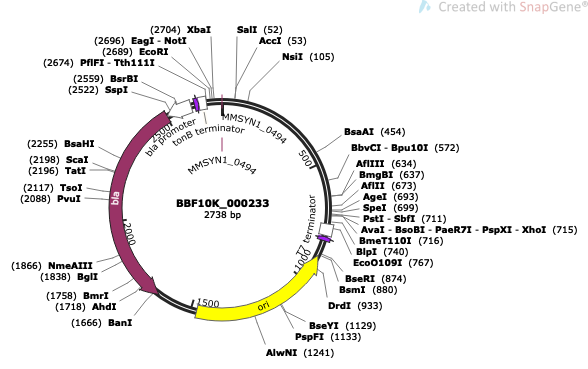 Created with SnapGene®
(2704) XbaI
(2696) EagI - NotI
(2689) EcoRI
(2674) PflFI - Tth111I
(2559) BsrBI
(2522) SspI
SalI (52)
AccI (53)
NsiI (105)
BsaAI (454)
BbvCI - Bpu10I (572)
AflIII (634)
BmgBI (637)
AflII (673)
AgeI (693)
SpeI (699)
PstI - SbfI (711)
AvaI - BsoBI - PaeR7I - PspXI - XhoI (715)
BmeT110I (716)
BlpI (740)
EcoO109I (767)
BseRI (874)
BsmI (880)
DrdI (933)
BseYI (1129)
PspFI (1133)
AlwNI (1241)
(2255) BsaHI
(2198) ScaI
(2196) TatI
(2117) TsoI
(2088) PvuI
(1866) NmeAIII
(1838) BglI
(1758) BmrI
(1718) AhdI
(1666) BanI
MMSYN1_0494
tonB terminator
bla promoter
MMSYN1_0494
BBF10K_000233
2738 bp
T7 terminator
bla
ori
500
1000
1500
2000
2500